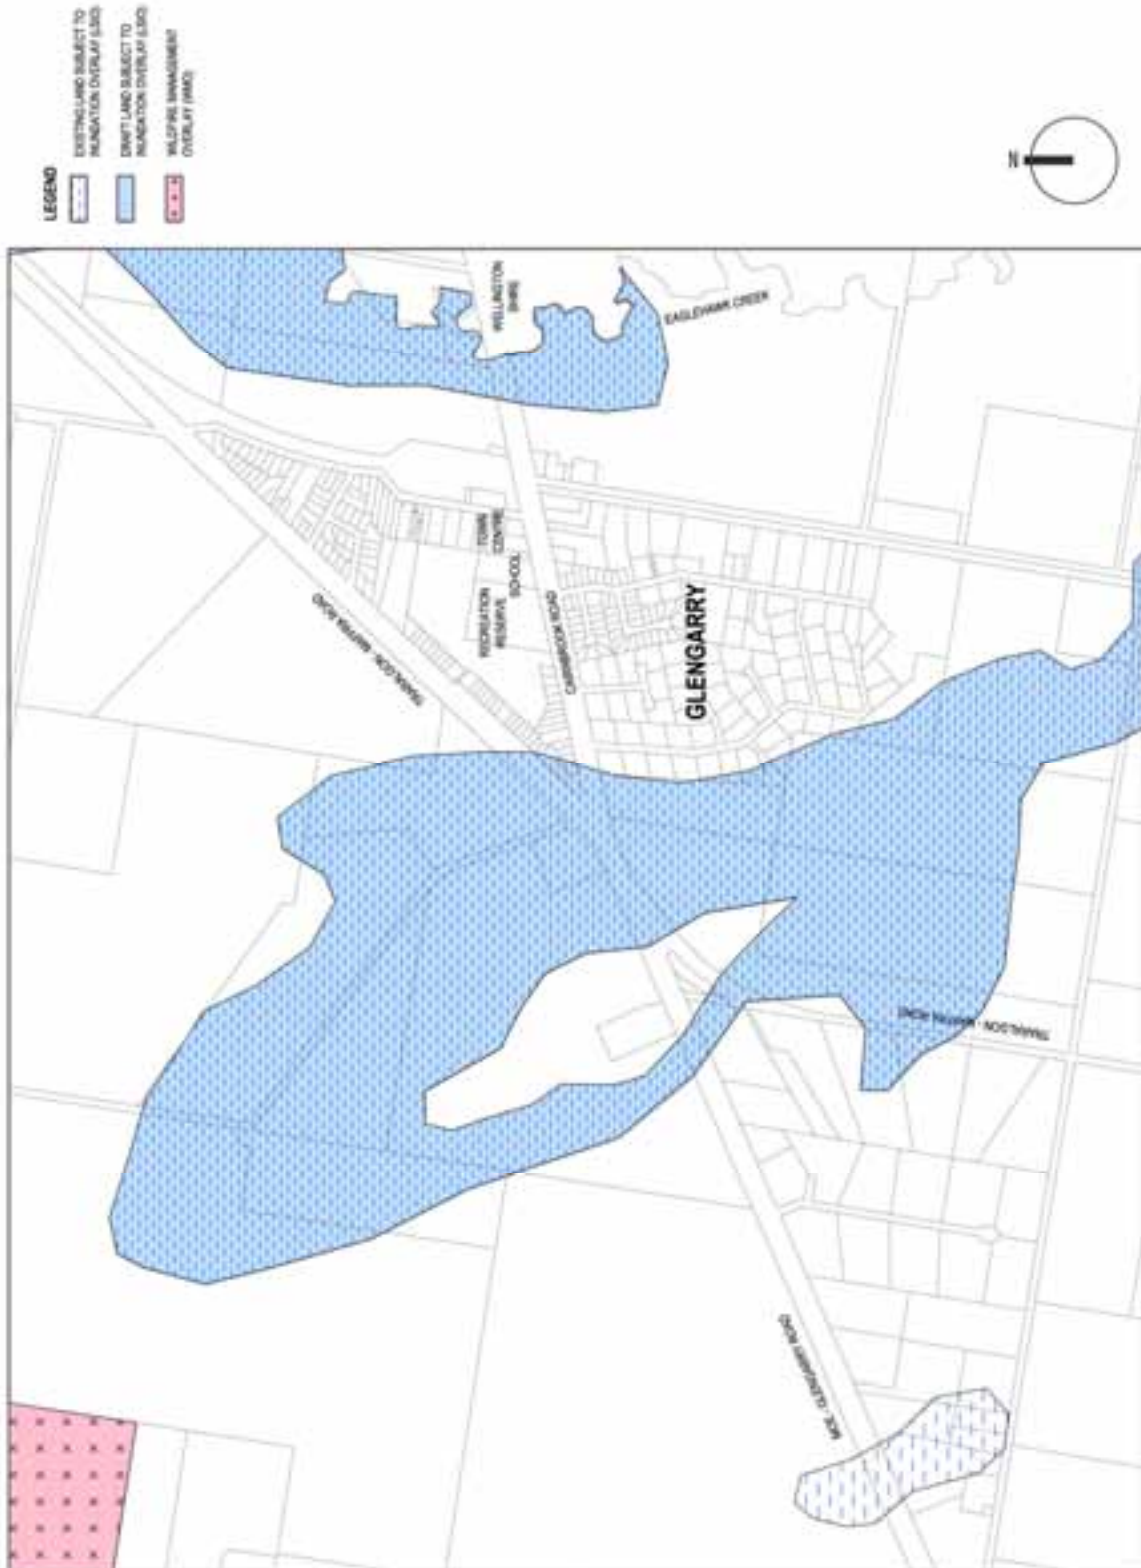 LEGEND
EXISTING LAND SUBJECT TO
INUNDATION OVERLAY (LSIO)
DRAFT LAND SUBJECT TO
INUNDATION OVERLAY (LSIO)
WILDFIRE MANAGEMENT
OVERLAY (WMO)
N
WELLINGTON
SHIRE
EAGLEHAWK CREEK
TRARALGON - MAFFRA ROAD
RECREATION
RESERVE
TOWN
CENTRE
SCHOOL
CAIRNBROOK ROAD
GLENGARRY
TRARALGON - MAFFRA ROAD
MOE - GLENGARRY ROAD